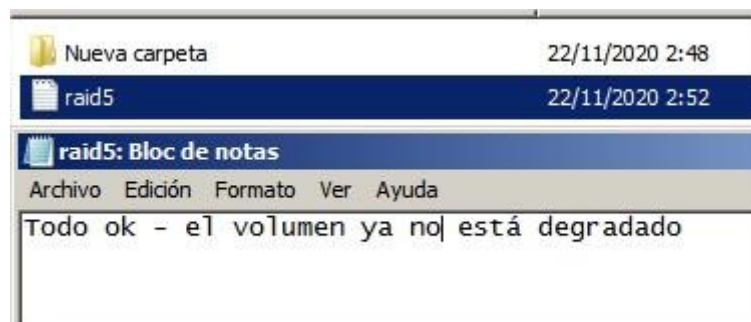 Nueva carpeta 22/11/2020 2:48
raid5 22/11/2020 2:52
raid5: Bloc de notas
Archivo Edición Formato Ver Ayuda
Todo ok - el volumen ya no está degradado